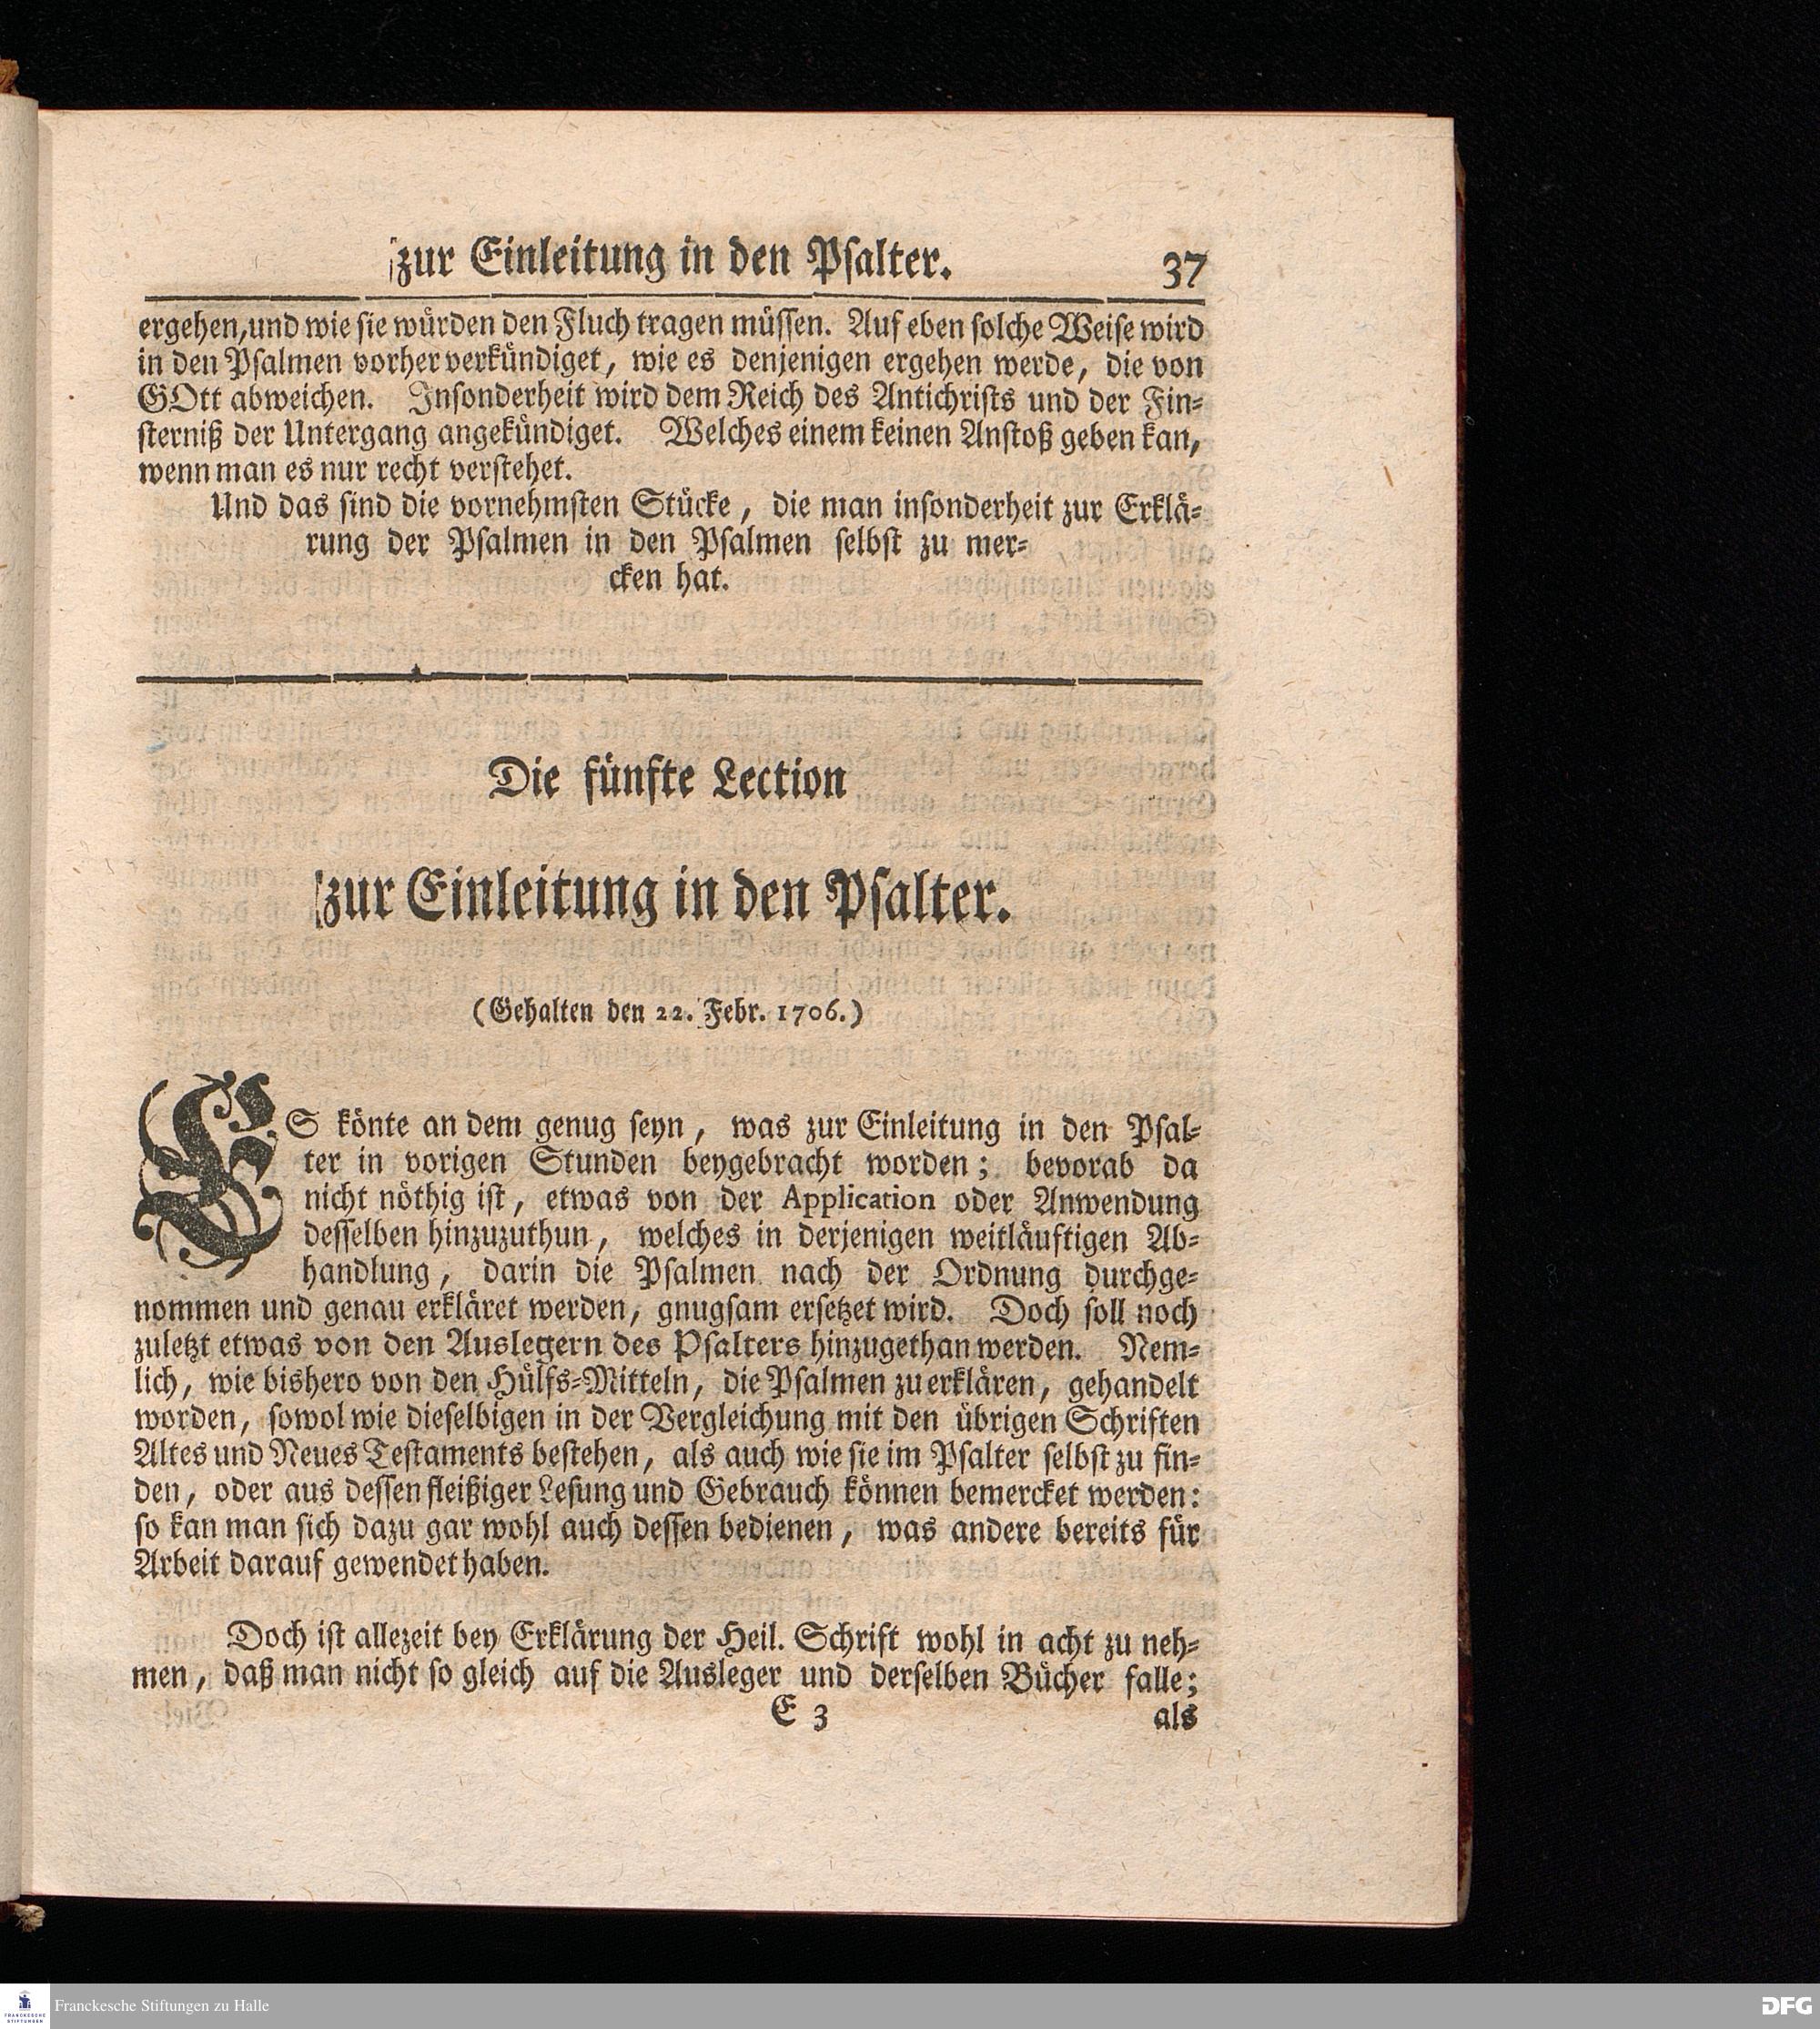 zur Einleitung in den Psalter. 37
ergehen, und wie sie würden den Fluch tragen müssen. Auf eben solche Weise wird
in den Psalmen vorher verkündiget, wie es denjenigen ergehen werde, die von
GOtt abweichen. Insonderheit wird dem Reich des Antichrists und der Fin-
sterniß der Untergang angekündiget. Welches einem keinen Anstoß geben kan,
wenn man es nur recht verstehet.
Und das sind die vornehmsten Stücke, die man insonderheit zur Erklä-
rung der Psalmen in den Psalmen selbst zu mer-
cken hat.
Die fünfte Lection
zur Einleitung in den Psalter.
(Gehalten den 22. Febr. 1706.)
ES könte an dem genug seyn, was zur Einleitung in den Psal-
ter in vorigen Stunden beygebracht worden; bevorab da
nicht nöthig ist, etwas von der Application oder Anwendung
desselben hinzuzuthun, welches in derjenigen weitläuftigen Ab-
handlung, darin die Psalmen nach der Ordnung durchge-
nommen und genau erkläret werden, gnugsam ersetzet wird. Doch soll noch
zuletzt etwas von den Auslegern des Psalters hinzugethan werden. Nem-
lich, wie bishero von den Hülfs-Mitteln, die Psalmen zu erklären, gehandelt
worden, sowol wie dieselbigen in der Vergleichung mit den übrigen Schriften
Altes und Neues Testaments bestehen, als auch wie sie im Psalter selbst zu fin-
den, oder aus dessen fleißiger Lesung und Gebrauch können bemercket werden:
so kan man sich dazu gar wohl auch dessen bedienen, was andere bereits für
Arbeit darauf gewendet haben.
Doch ist allezeit bey Erklärung der Heil. Schrift wohl in acht zu neh-
men, daß man nicht so gleich auf die Ausleger und derselben Bücher falle;
E 3 als
FRANCKESCHE STIFTUNGEN
Franckesche Stiftungen zu Halle
DFG